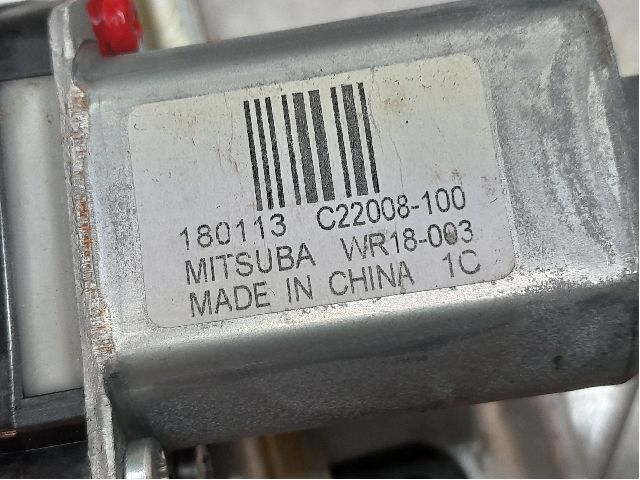 180113 C22008-100
MITSUBA WR18-003
MADE IN CHINA 1C